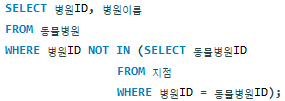 SELECT 병원ID, 병원이름
FROM 동물병원
WHERE 병원ID NOT IN (SELECT 동물병원ID
FROM 지점
WHERE 병원ID = 동물병원ID);